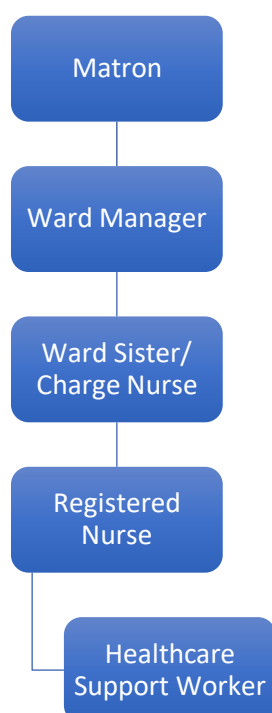 Matron
Ward Manager
Ward Sister/
Charge Nurse
Registered
Nurse
Healthcare
Support Worker